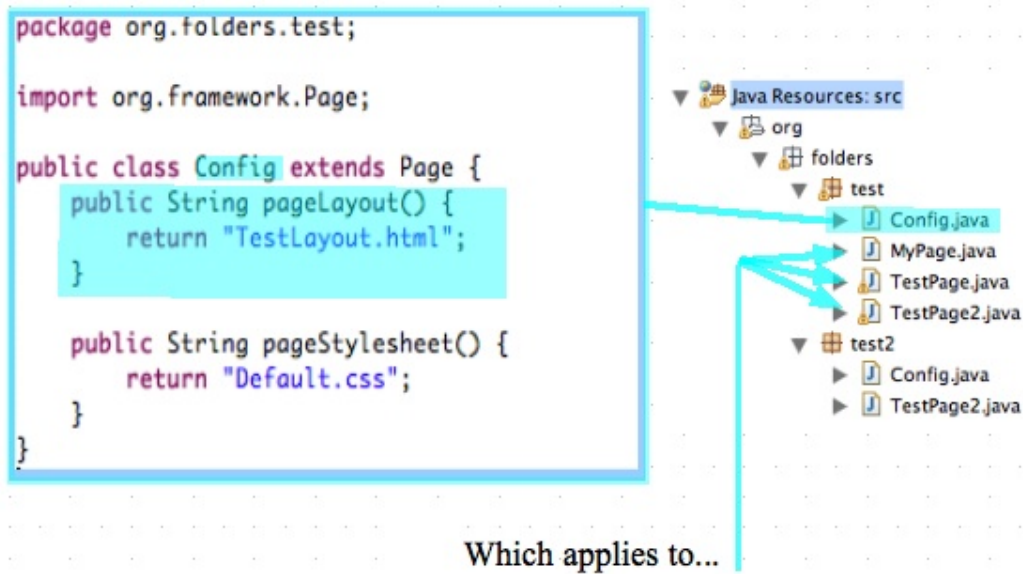 package org.folders.test;
import org.framework.Page;
public class Config extends Page {
public String pageLayout() {
return "TestLayout.html";
}
public String pageStylesheet() {
return "Default.css";
}
}
Java Resources: src
org
folders
test
Config.java
MyPage.java
TestPage.java
TestPage2.java
test2
Config.java
TestPage2.java
Which applies to...